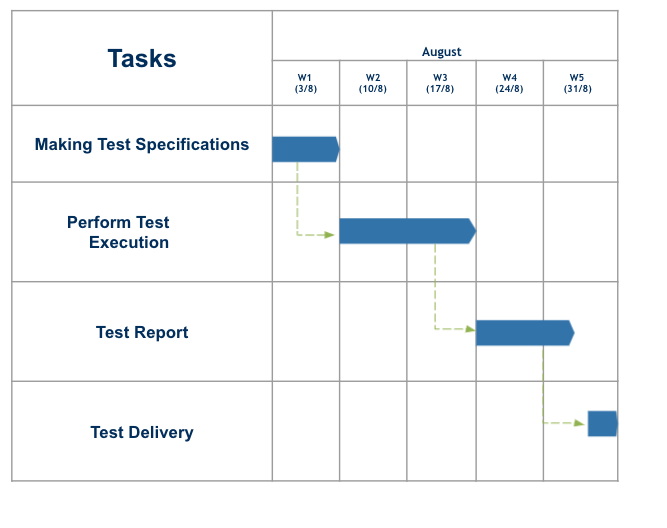 Tasks
August
W1
(3/8)
W2
(10/8)
W3
(17/8)
W4
(24/8)
W5
(31/8)
Making Test Specifications
Perform Test
Execution
Test Report
Test Delivery